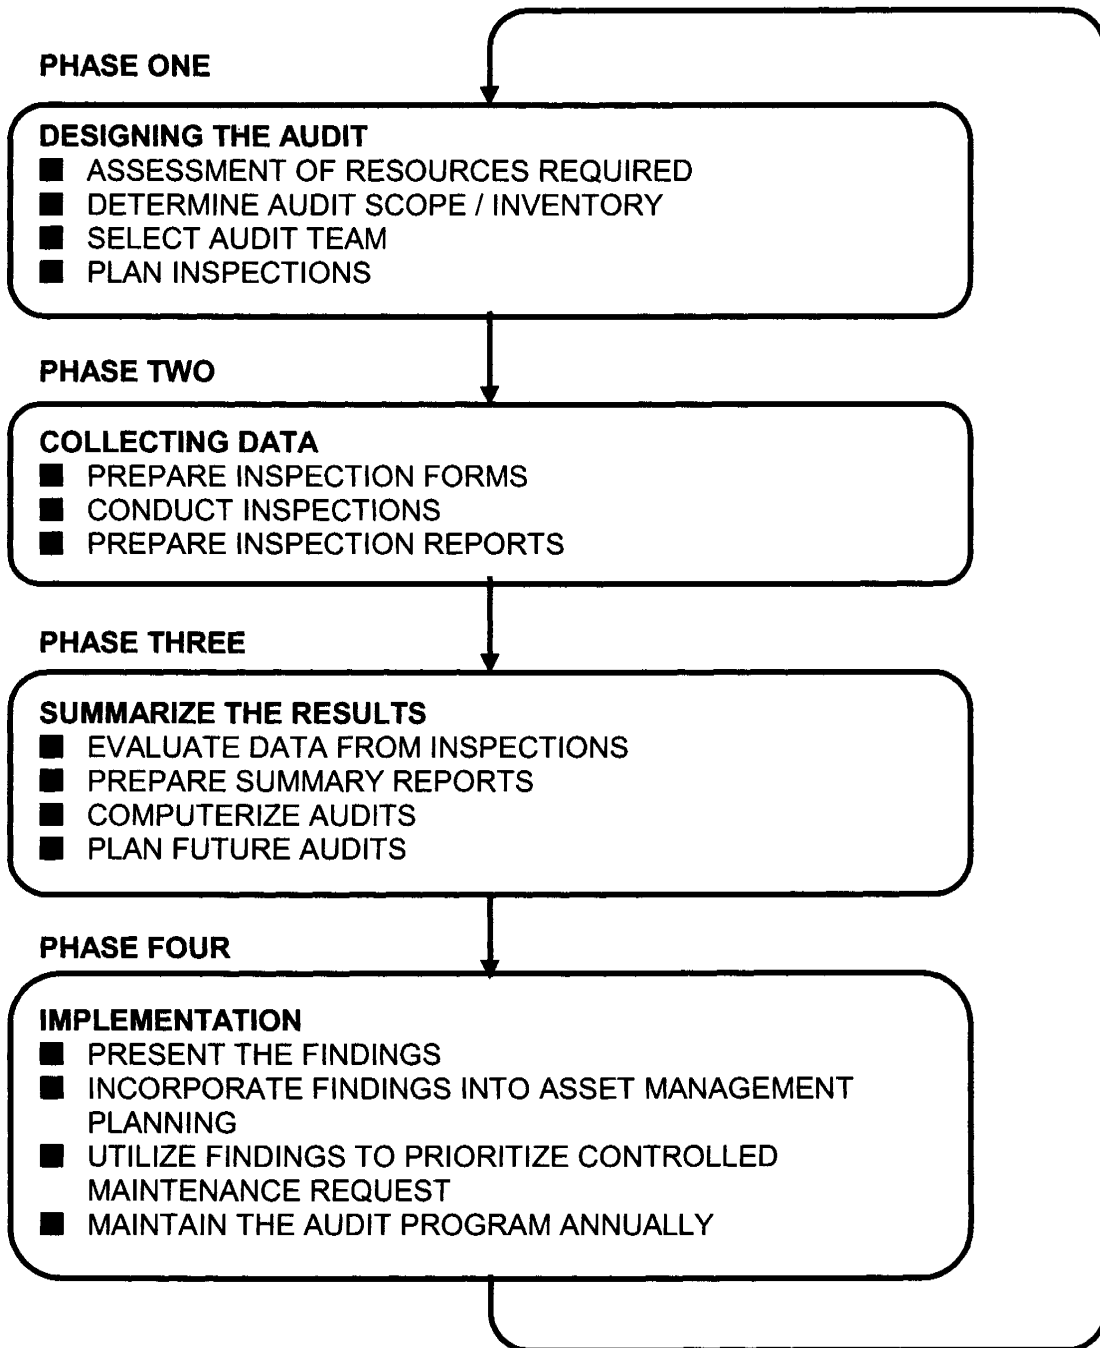 PHASE ONE
DESIGNING THE AUDIT
■ ASSESSMENT OF RESOURCES REQUIRED
■ DETERMINE AUDIT SCOPE / INVENTORY
■ SELECT AUDIT TEAM
■ PLAN INSPECTIONS
PHASE TWO
COLLECTING DATA
■ PREPARE INSPECTION FORMS
■ CONDUCT INSPECTIONS
■ PREPARE INSPECTION REPORTS
PHASE THREE
SUMMARIZE THE RESULTS
■ EVALUATE DATA FROM INSPECTIONS
■ PREPARE SUMMARY REPORTS
■ COMPUTERIZE AUDITS
■ PLAN FUTURE AUDITS
PHASE FOUR
IMPLEMENTATION
■ PRESENT THE FINDINGS
■ INCORPORATE FINDINGS INTO ASSET MANAGEMENT
PLANNING
■ UTILIZE FINDINGS TO PRIORITIZE CONTROLLED
MAINTENANCE REQUEST
■ MAINTAIN THE AUDIT PROGRAM ANNUALLY